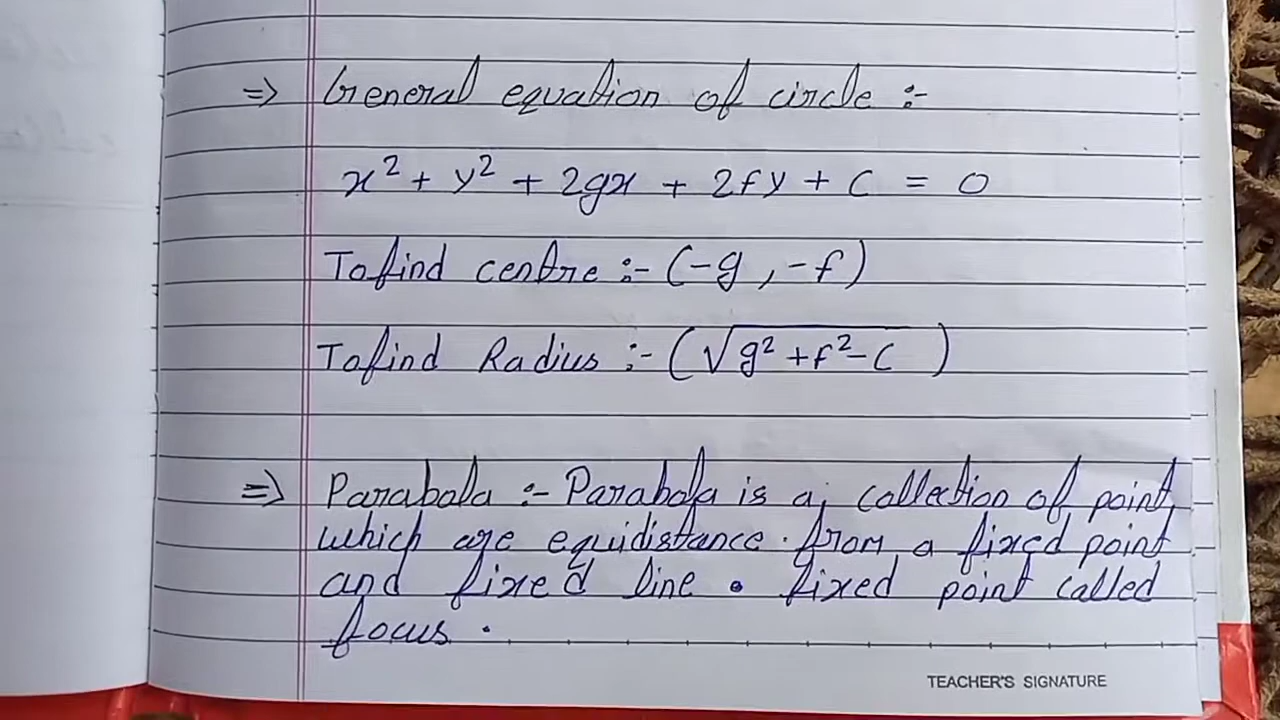 ⇒ General equation of circle :-
x² + y² + 2gx + 2fy + c = 0
To find centre :- (-g , -f)
To find Radius :- (√g² + f² - c )
⇒ Parabola :- Parabola is a collection of point
which are equidistance. from a fixed point
and fixed line . fixed point called
focus .
TEACHER'S SIGNATURE